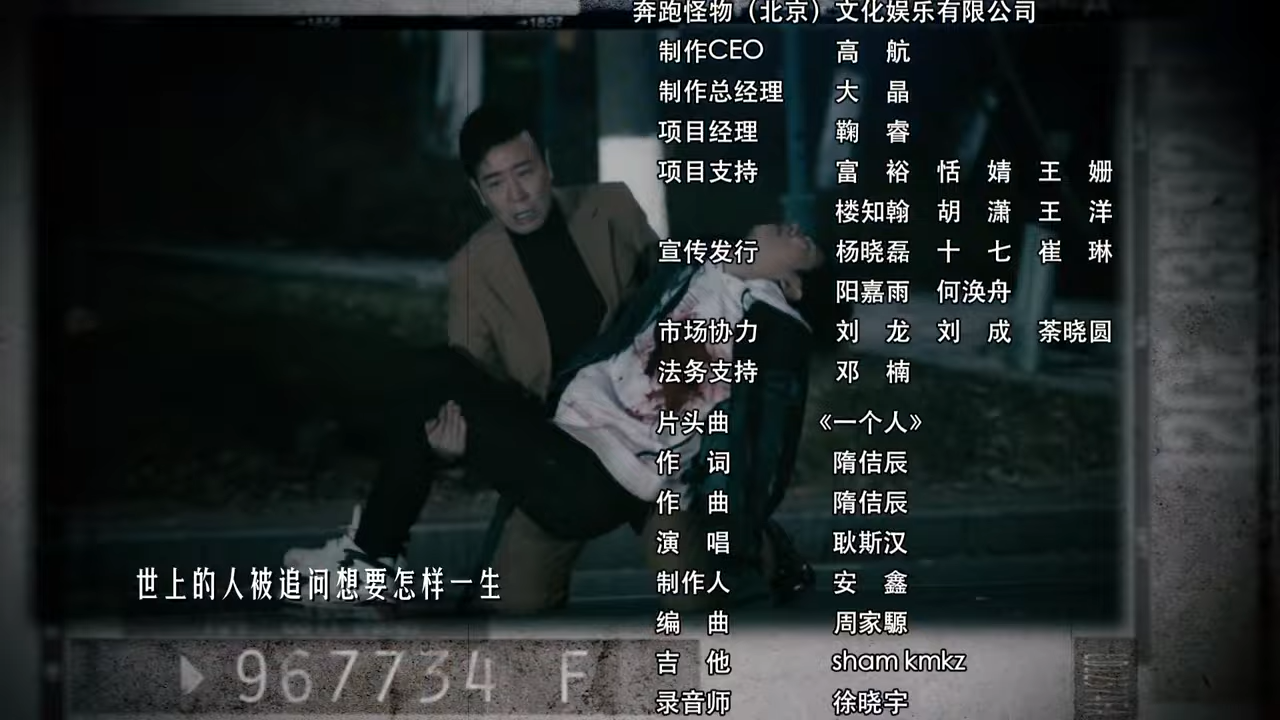 1857
奔跑怪物（北京）文化娱乐有限公司
制作CEO 高 航
制作总经理 大 晶
项目经理 鞠 睿
项目支持 富 裕 恬 婧 王 姗
楼知翰 胡 潇 王 洋
宣传发行 杨晓磊 十 七 崔 琳
阳嘉雨 何涣舟
市场协力 刘 龙 刘 成 荼晓圆
法务支持 邓 楠
片头曲 《一个人》
作 词 隋佶辰
作 曲 隋佶辰
演 唱 耿斯汉
制作人 安 鑫
世上的人被追问想要怎样一生
编 曲 周家騵
吉 他 sham kmkz
录音师 徐晓宇
967734 F